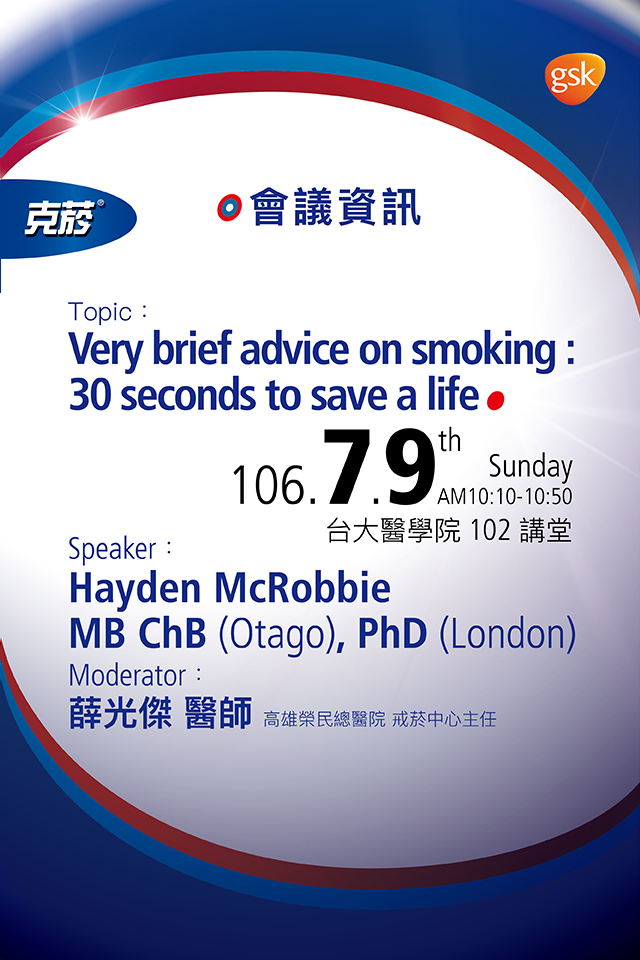 gsk
克菸®
會議資訊
Topic：
Very brief advice on smoking :
30 seconds to save a life
106.7.9th Sunday
AM10:10-10:50
台大醫學院 102 講堂
Speaker：
Hayden McRobbie
MB ChB (Otago), PhD (London)
Moderator：
薛光傑 醫師 高雄榮民總醫院 戒菸中心主任